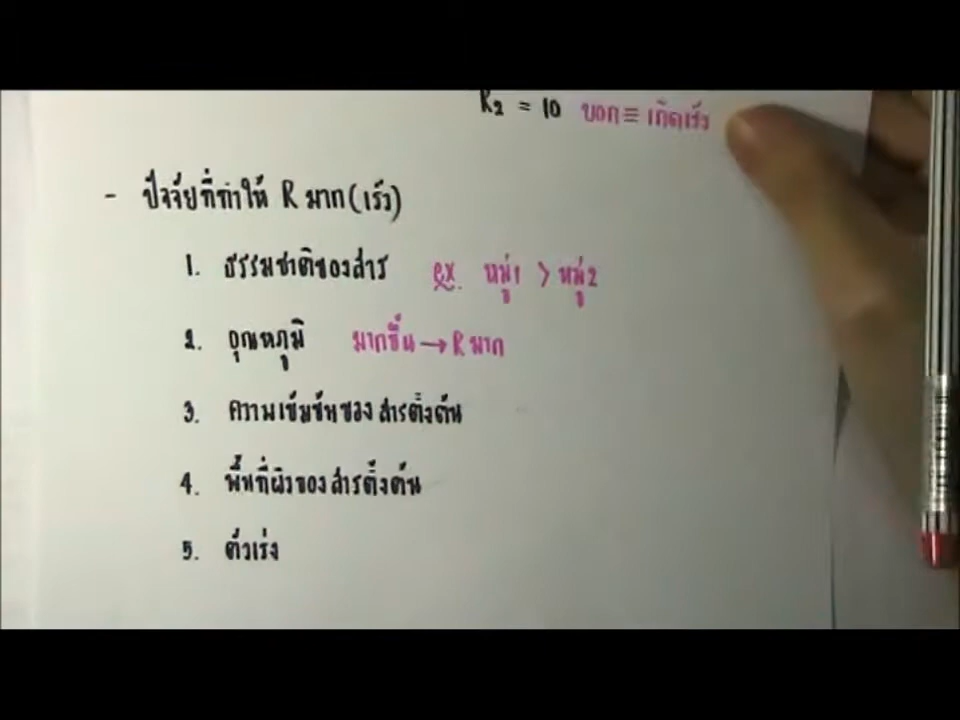 R2 = 10 บอก ≡ เกิดเร็ว
- ปัจจัยที่ทำให้ R มาก (เร็ว)
1. ธรรมชาติของสาร ex. หมู่1 > หมู่2
2. อุณหภูมิ มากขึ้น → R มาก
3. ความเข้มข้นของสารตั้งต้น
4. พื้นที่ผิวของสารตั้งต้น
5. ตัวเร่ง